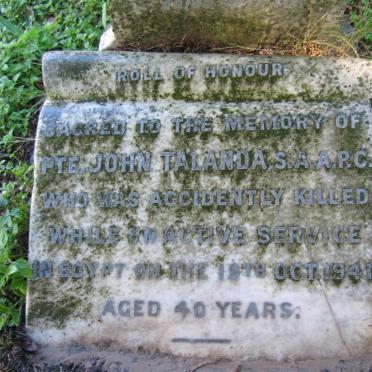 ROLL OF HONOUR.
SACRED TO THE MEMORY OF
PTE. JOHN TALANDA, S.A.A.P.C.
WHO WAS ACCIDENTLY KILLED
WHILE ON ACTIVE SERVICE
IN EGYPT ON THE 18TH OCT. 1941
AGED 40 YEARS.